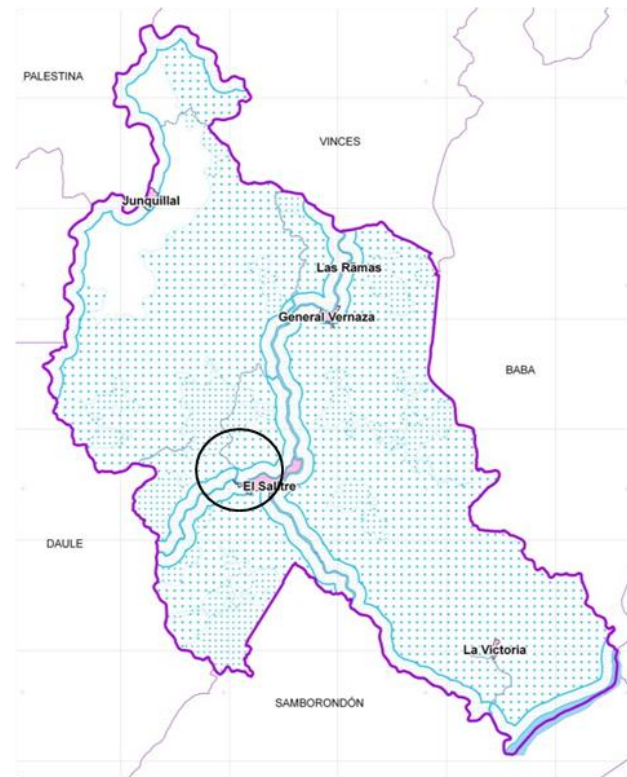 PALESTINA
VINCES
Junquillal
Las Ramas
General Vernaza
BABA
El Salitre
DAULE
La Victoria
SAMBORONDÓN